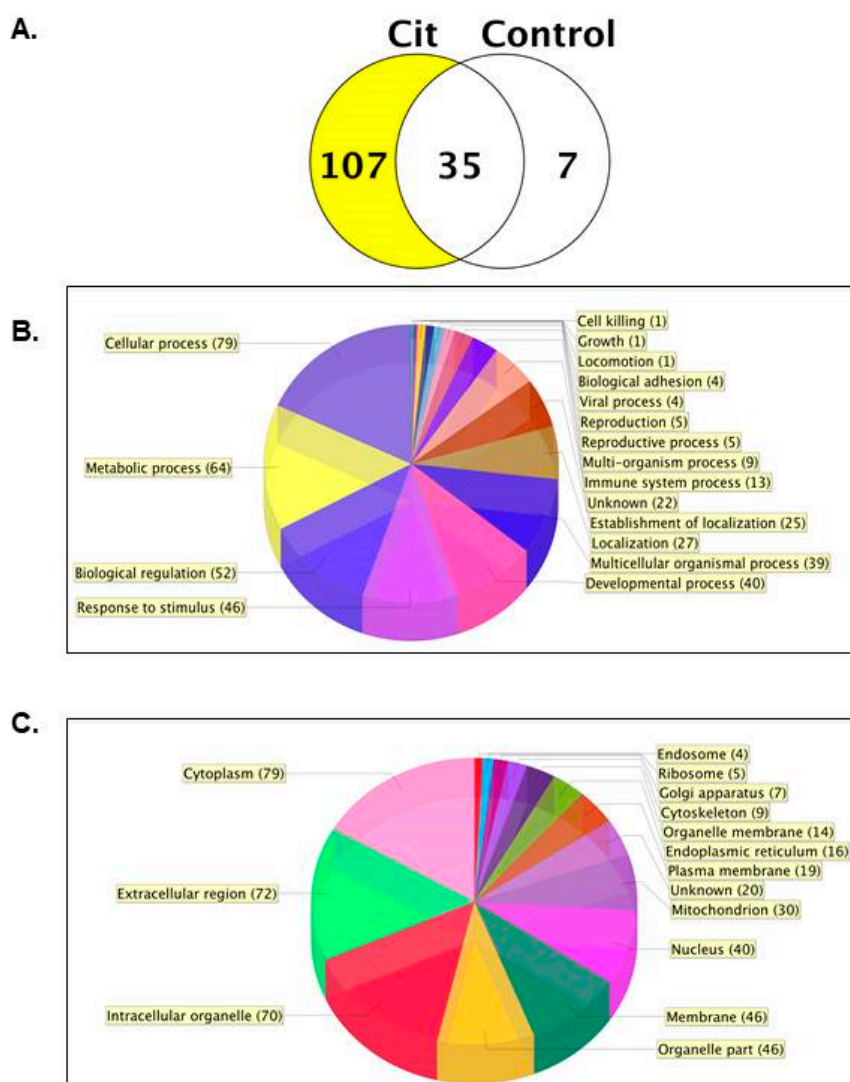 A.
Cit Control
107 35 7
B.
Cell killing (1)
Growth (1)
Locomotion (1)
Biological adhesion (4)
Viral process (4)
Reproduction (5)
Reproductive process (5)
Multi-organism process (9)
Immune system process (13)
Unknown (22)
Establishment of localization (25)
Localization (27)
Multicellular organismal process (39)
Developmental process (40)
Cellular process (79)
Metabolic process (64)
Biological regulation (52)
Response to stimulus (46)
C.
Endosome (4)
Ribosome (5)
Golgi apparatus (7)
Cytoskeleton (9)
Organelle membrane (14)
Endoplasmic reticulum (16)
Plasma membrane (19)
Unknown (20)
Mitochondrion (30)
Nucleus (40)
Membrane (46)
Organelle part (46)
Cytoplasm (79)
Extracellular region (72)
Intracellular organelle (70)